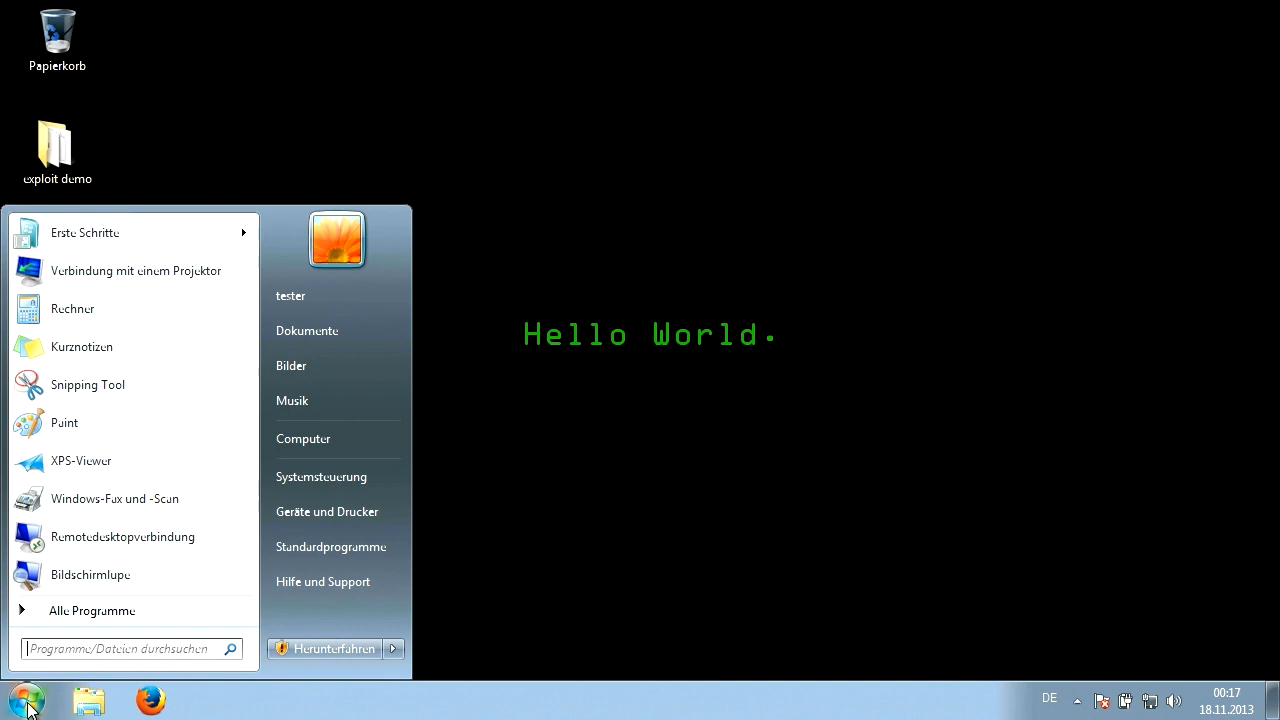 Papierkorb
exploit demo
Erste Schritte
Verbindung mit einem Projektor
Rechner
Kurznotizen
Snipping Tool
Paint
XPS-Viewer
Windows-Fax und -Scan
Remotedesktopverbindung
Bildschirmlupe
Alle Programme
Programme/Dateien durchsuchen
tester
Dokumente
Bilder
Musik
Computer
Systemsteuerung
Geräte und Drucker
Standardprogramme
Hilfe und Support
Herunterfahren
Hello World.
DE
00:17
18.11.2013